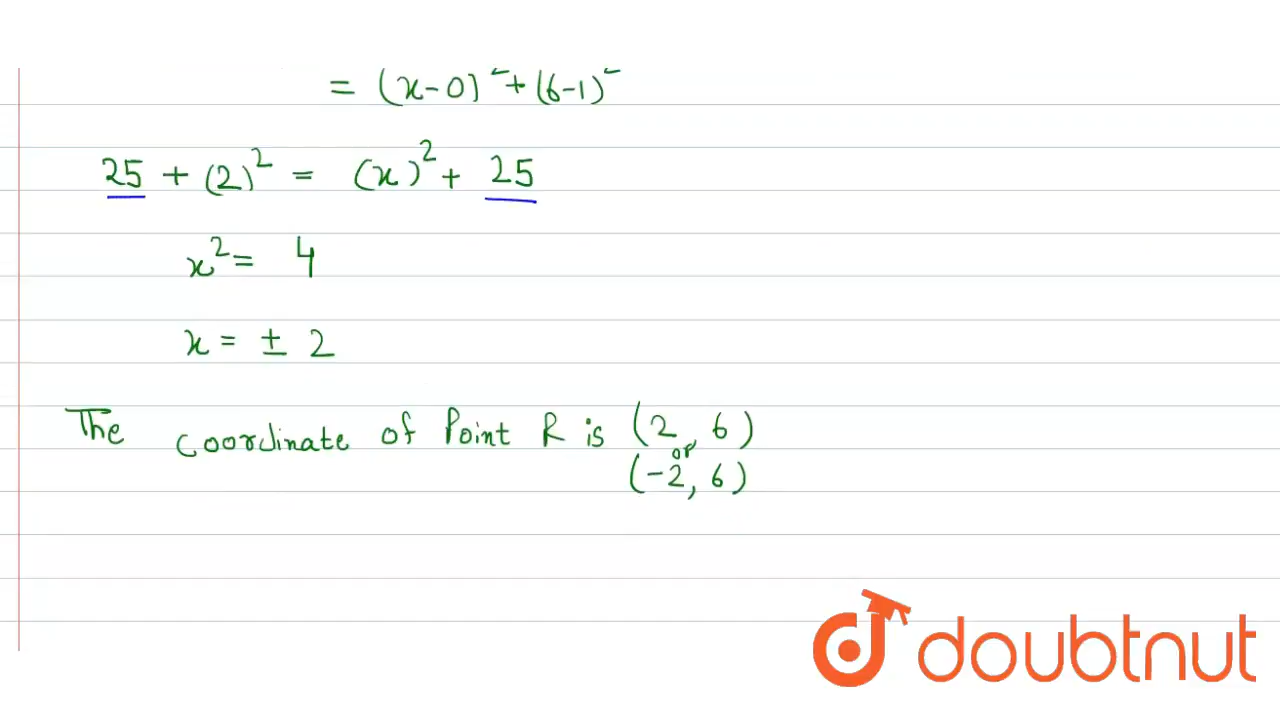 = (x-0)² + (6-1)²
25 + (2)² = (x)² + 25
x² = 4
x = ± 2
The coordinate of Point R is (2, 6)
or
(-2, 6)
doubtnut